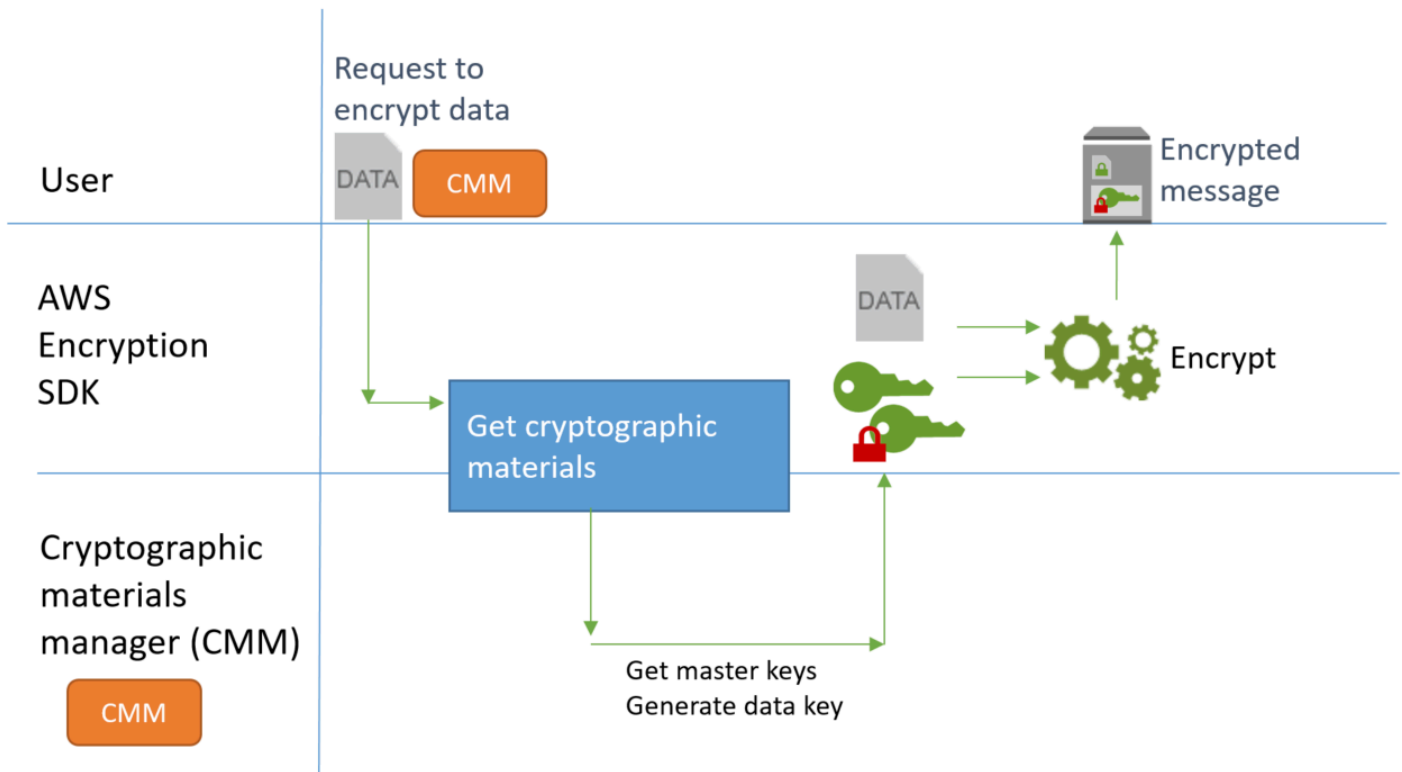 Request to
encrypt data
User
DATA
CMM
Encrypted
message
AWS
Encryption
SDK
DATA
Encrypt
Get cryptographic
materials
Cryptographic
materials
manager (CMM)
CMM
Get master keys
Generate data key